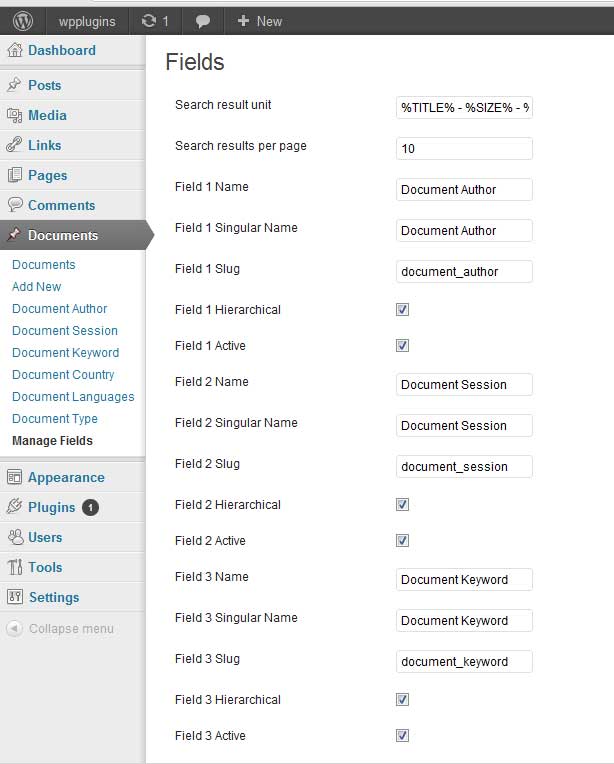 wpplugins 1 + New
Dashboard
Posts
Media
Links
Pages
Comments
Documents
Documents
Add New
Document Author
Document Session
Document Keyword
Document Country
Document Languages
Document Type
Manage Fields
Appearance
Plugins 1
Users
Tools
Settings
Collapse menu
Fields
Search result unit %TITLE% - %SIZE% - %
Search results per page 10
Field 1 Name Document Author
Field 1 Singular Name Document Author
Field 1 Slug document_author
Field 1 Hierarchical
Field 1 Active
Field 2 Name Document Session
Field 2 Singular Name Document Session
Field 2 Slug document_session
Field 2 Hierarchical
Field 2 Active
Field 3 Name Document Keyword
Field 3 Singular Name Document Keyword
Field 3 Slug document_keyword
Field 3 Hierarchical
Field 3 Active